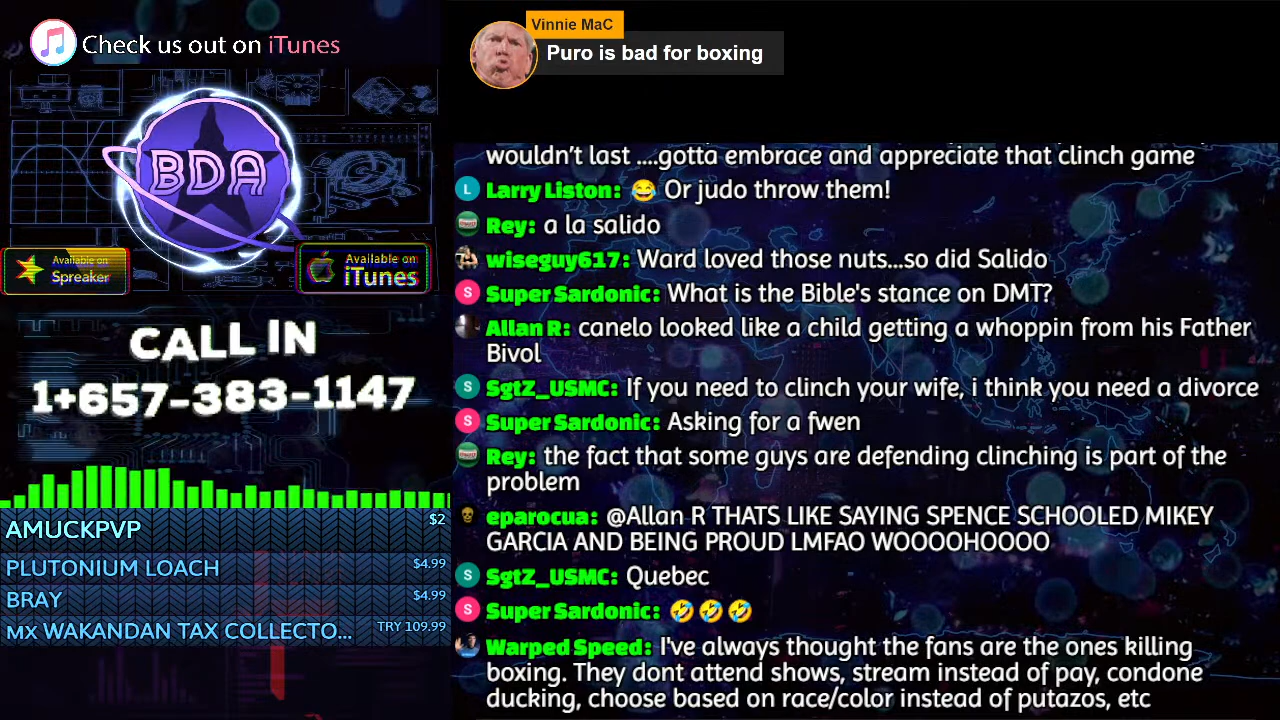 Check us out on iTunes
BDA
Available on
Spreaker
Available on
iTunes
CALL IN
1+657-383-1147
AMUCKPVP $2
PLUTONIUM LOACH $4.99
BRAY $4.99
MX WAKANDAN TAX COLLECTO... TRY 109.99
Vinnie MaC
Puro is bad for boxing
wouldn't last ....gotta embrace and appreciate that clinch game
L Larry Liston: 😂 Or judo throw them!
Rey: a la salido
wiseguy617: Ward loved those nuts...so did Salido
S Super Sardonic: What is the Bible's stance on DMT?
Allan R: canelo looked like a child getting a whoppin from his Father
Bivol
S SgtZ_USMC: If you need to clinch your wife, i think you need a divorce
S Super Sardonic: Asking for a fwen
Rey: the fact that some guys are defending clinching is part of the
problem
eparocua: @Allan R THATS LIKE SAYING SPENCE SCHOOLED MIKEY
GARCIA AND BEING PROUD LMFAO WOOOOHOOOO
S SgtZ_USMC: Quebec
S Super Sardonic: 🤣🤣🤣
Warped Speed: I've always thought the fans are the ones killing
boxing. They dont attend shows, stream instead of pay, condone
ducking, choose based on race/color instead of putazos, etc